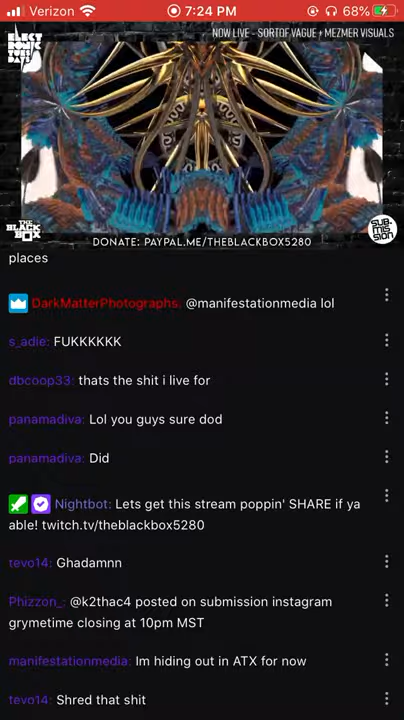 Verizon 7:24 PM 68%
ELECTRONIC TUESDAYS
NOW LIVE - SORTOF VAGUE + MEZMER VISUALS
THE BLACK BOX
SUB.MISSION
DONATE: PAYPAL.ME/THEBLACKBOX5280
places
DarkMatterPhotographs: @manifestationmedia lol
s_adie: FUKKKKKK
dbcoop33: thats the shit i live for
panamadiva: Lol you guys sure dod
panamadiva: Did
Nightbot: Lets get this stream poppin' SHARE if ya
able! twitch.tv/theblackbox5280
tevo14: Ghadamnn
Phizzon_: @k2thac4 posted on submission instagram
grymetime closing at 10pm MST
manifestationmedia: Im hiding out in ATX for now
tevo14: Shred that shit